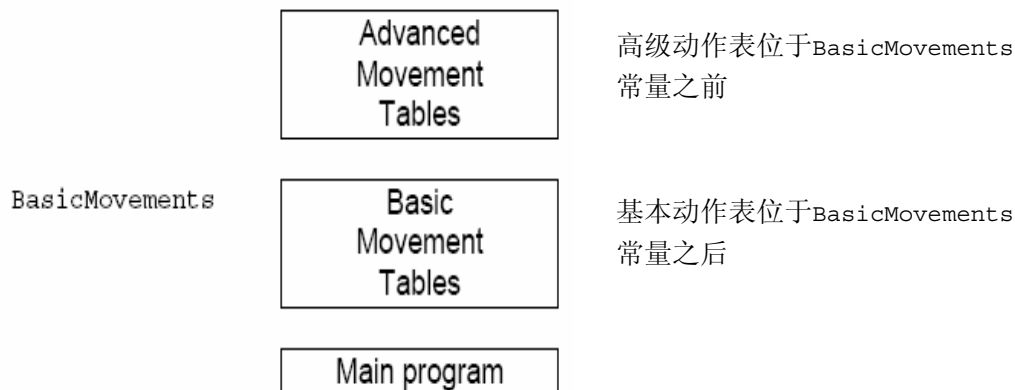 Advanced
Movement
Tables
高级动作表位于BasicMovements
常量之前
BasicMovements
Basic
Movement
Tables
基本动作表位于BasicMovements
常量之后
Main program